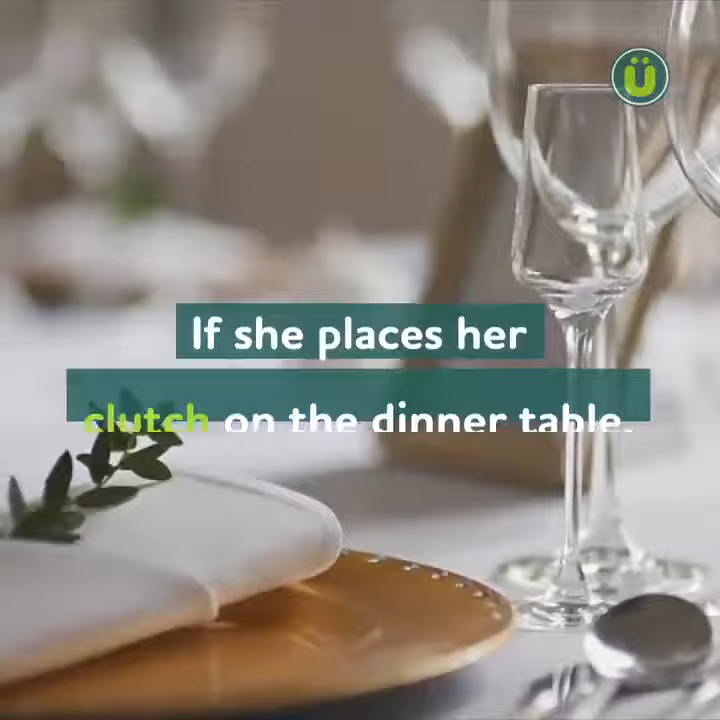 Ü
If she places her
clutch on the dinner table.